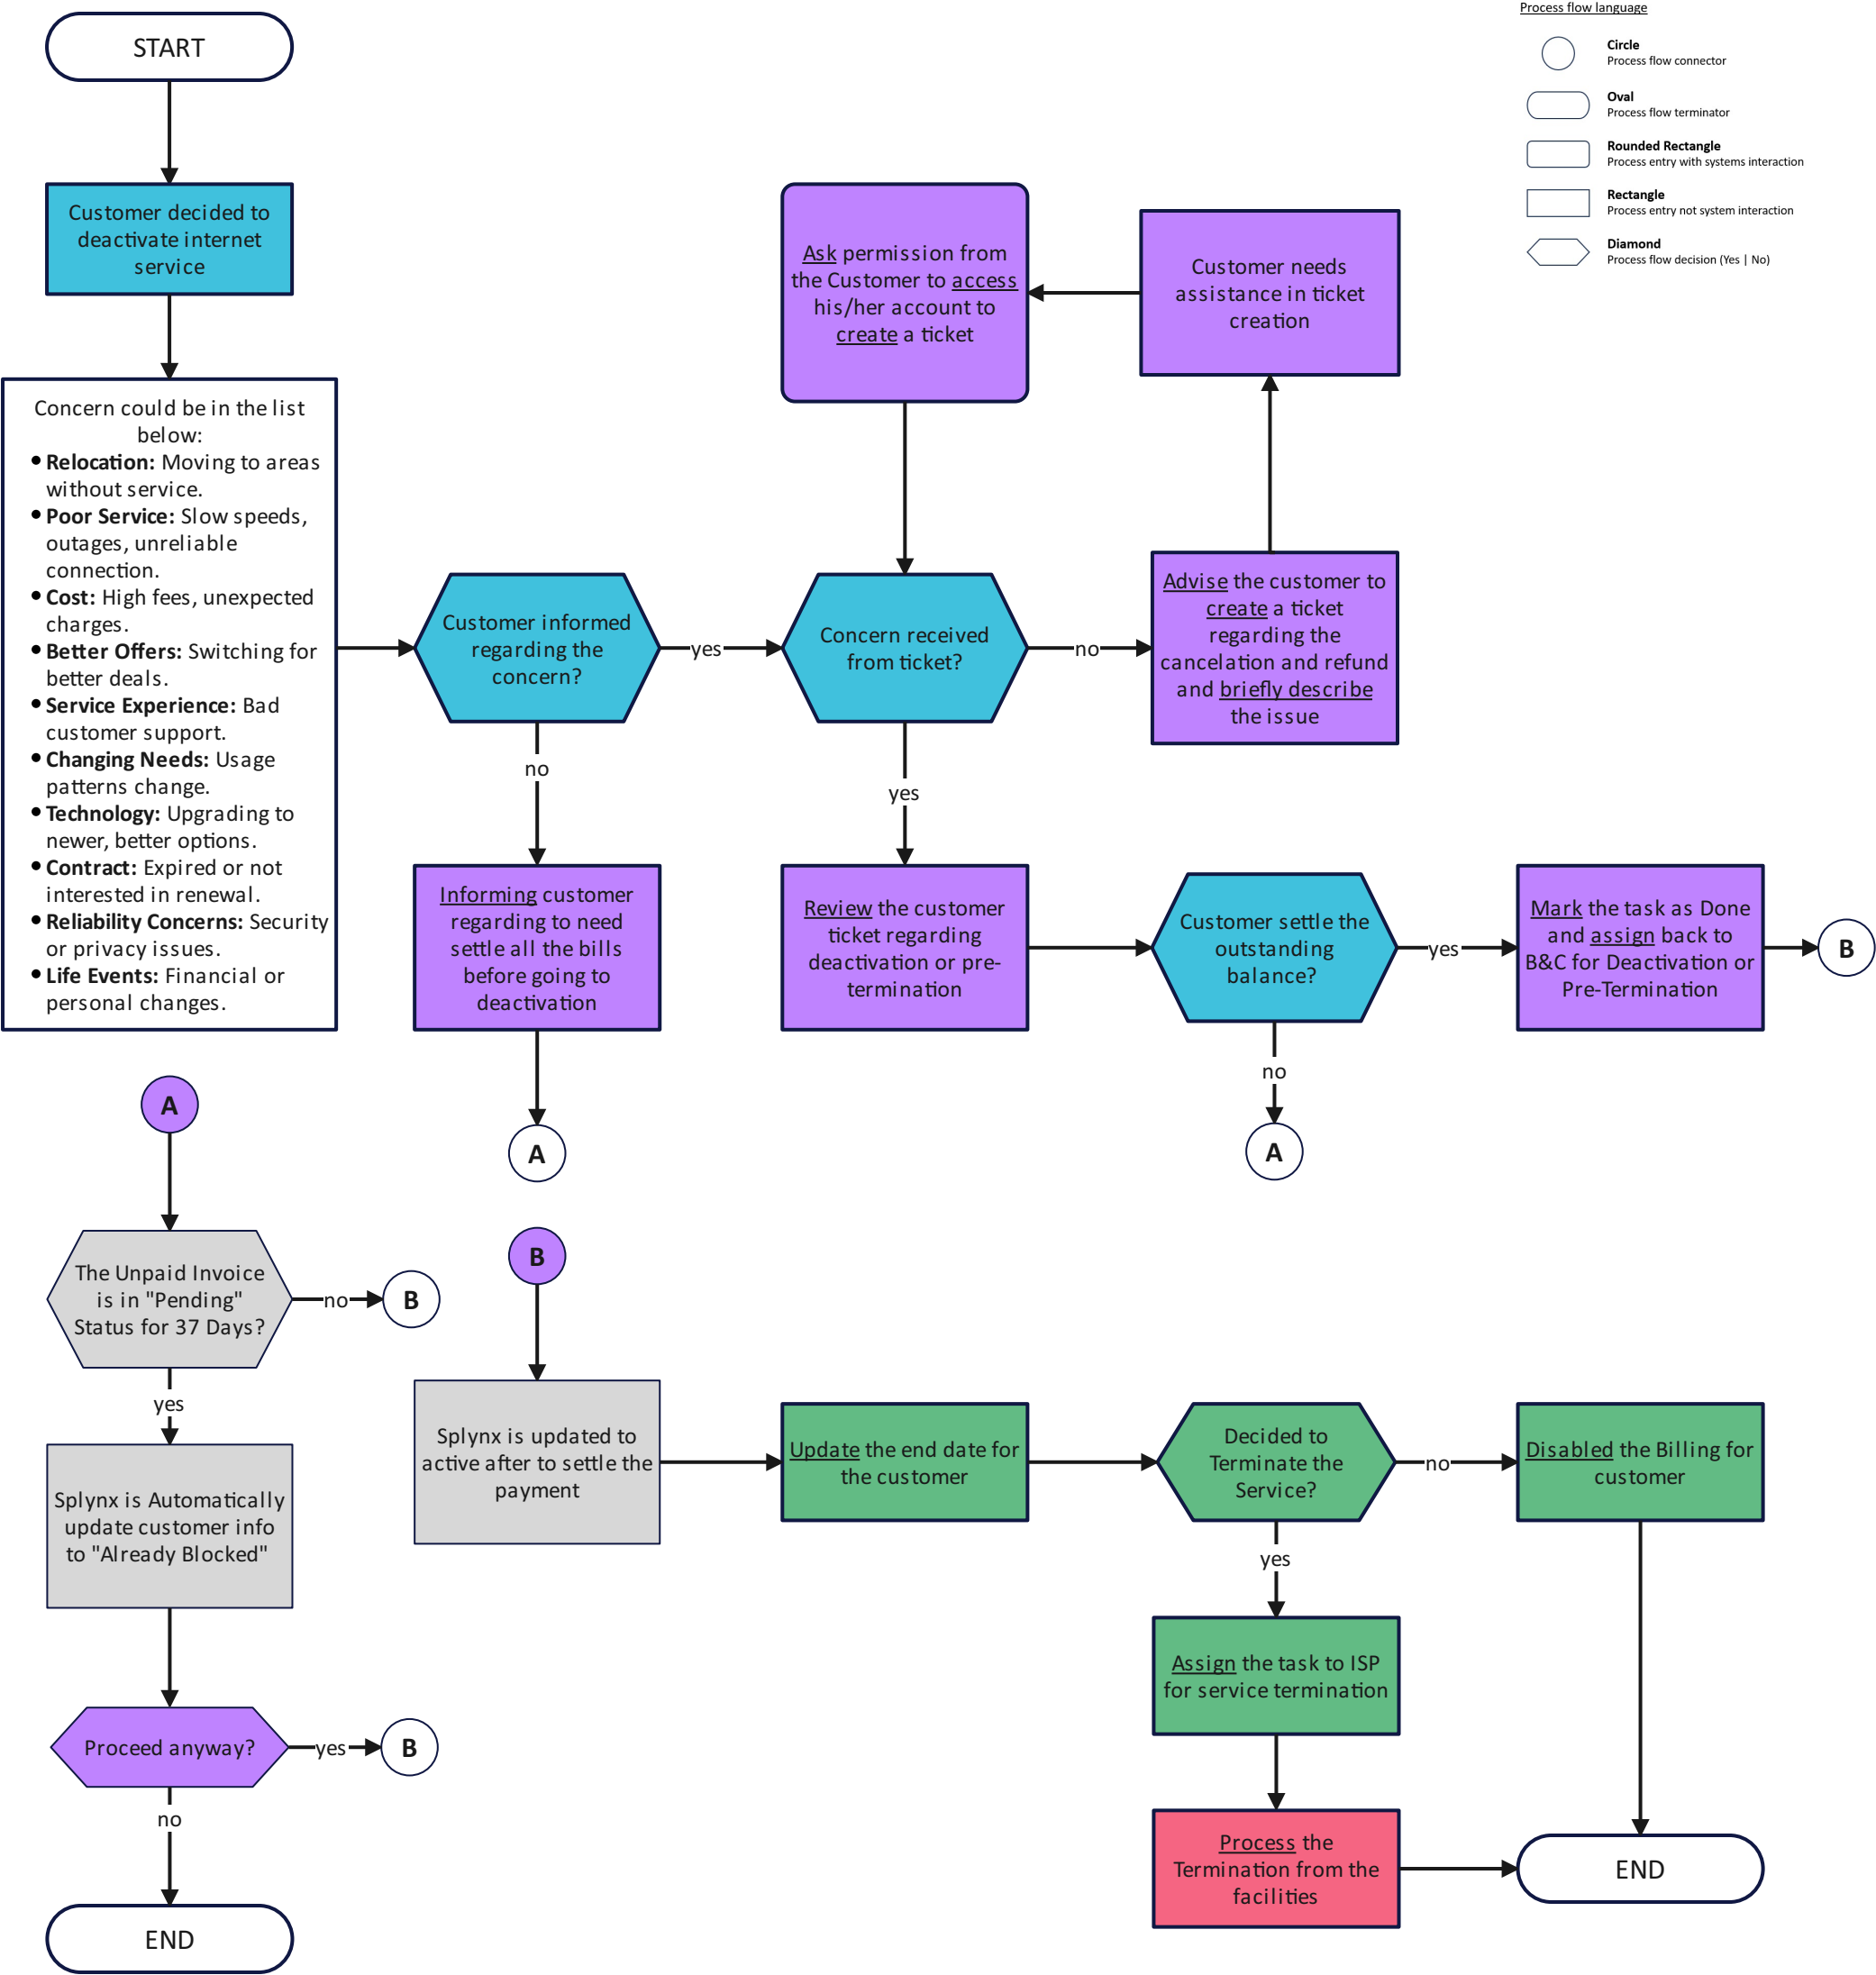 Process flow language
Circle
Process flow connector
Oval
Process flow terminator
Rounded Rectangle
Process entry with systems interaction
Rectangle
Process entry not system interaction
Diamond
Process flow decision (Yes | No)
START
Customer decided to
deactivate internet
service
Concern could be in the list
below:
• Relocation: Moving to areas
without service.
• Poor Service: Slow speeds,
outages, unreliable
connection.
• Cost: High fees, unexpected
charges.
• Better Offers: Switching for
better deals.
• Service Experience: Bad
customer support.
• Changing Needs: Usage
patterns change.
• Technology: Upgrading to
newer, better options.
• Contract: Expired or not
interested in renewal.
• Reliability Concerns: Security
or privacy issues.
• Life Events: Financial or
personal changes.
Customer informed
regarding the
concern?
yes
no
Informing customer
regarding to need
settle all the bills
before going to
deactivation
A
Ask permission from
the Customer to access
his/her account to
create a ticket
Customer needs
assistance in ticket
creation
Concern received
from ticket?
no
Advise the customer to
create a ticket
regarding the
cancelation and refund
and briefly describe
the issue
yes
Review the customer
ticket regarding
deactivation or pre-
termination
Customer settle the
outstanding
balance?
yes
Mark the task as Done
and assign back to
B&C for Deactivation or
Pre-Termination
B
no
A
A
The Unpaid Invoice
is in "Pending"
Status for 37 Days?
no
B
yes
Splynx is Automatically
update customer info
to "Already Blocked"
Proceed anyway?
yes
B
no
END
B
Splynx is updated to
active after to settle the
payment
Update the end date for
the customer
Decided to
Terminate the
Service?
no
Disabled the Billing for
customer
yes
Assign the task to ISP
for service termination
Process the
Termination from the
facilities
END